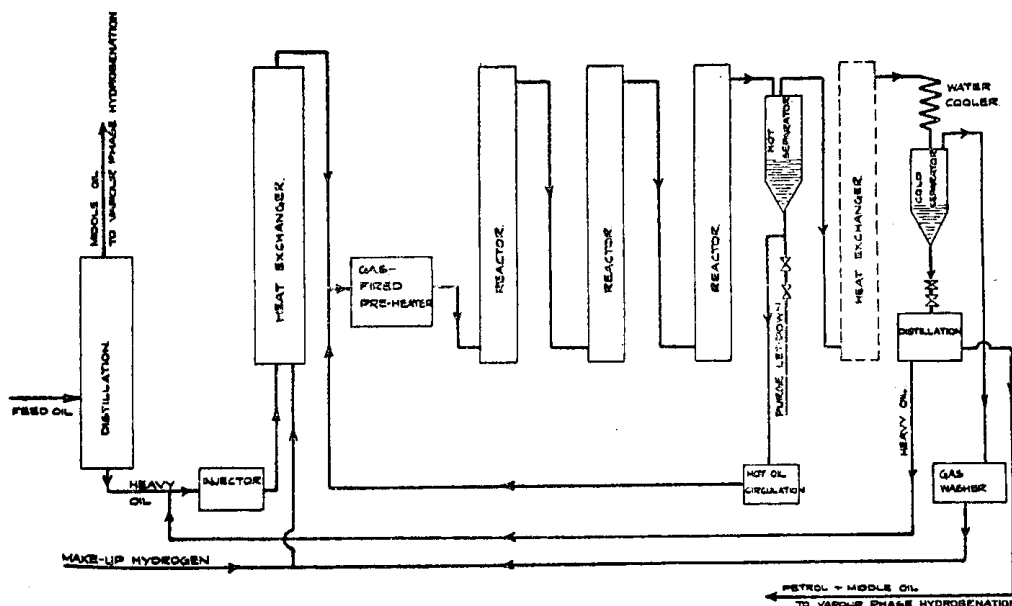 MIDDLE OIL
TO VAPOUR PHAGE HYDROGENATION
FEED OIL
DISTILLATION.
HEAVY
OIL
INJECTOR
HEAT EXCHANGER.
GAS-
FIRED
PRE-HEATER
REACTOR.
REACTOR.
REACTOR.
HOT
SEPARATOR
PURGE LET-DOWN
HOT OIL
CIRCULATION
HEAT EXCHANGER
WATER
COOLER.
COLD
SEPARATOR
DISTILLATION
HEAVY OIL
GAS
WASHER
MAKE-UP HYDROGEN
PETROL + MIDDLE OIL
TO VAPOUR PHASE HYDROGENATION